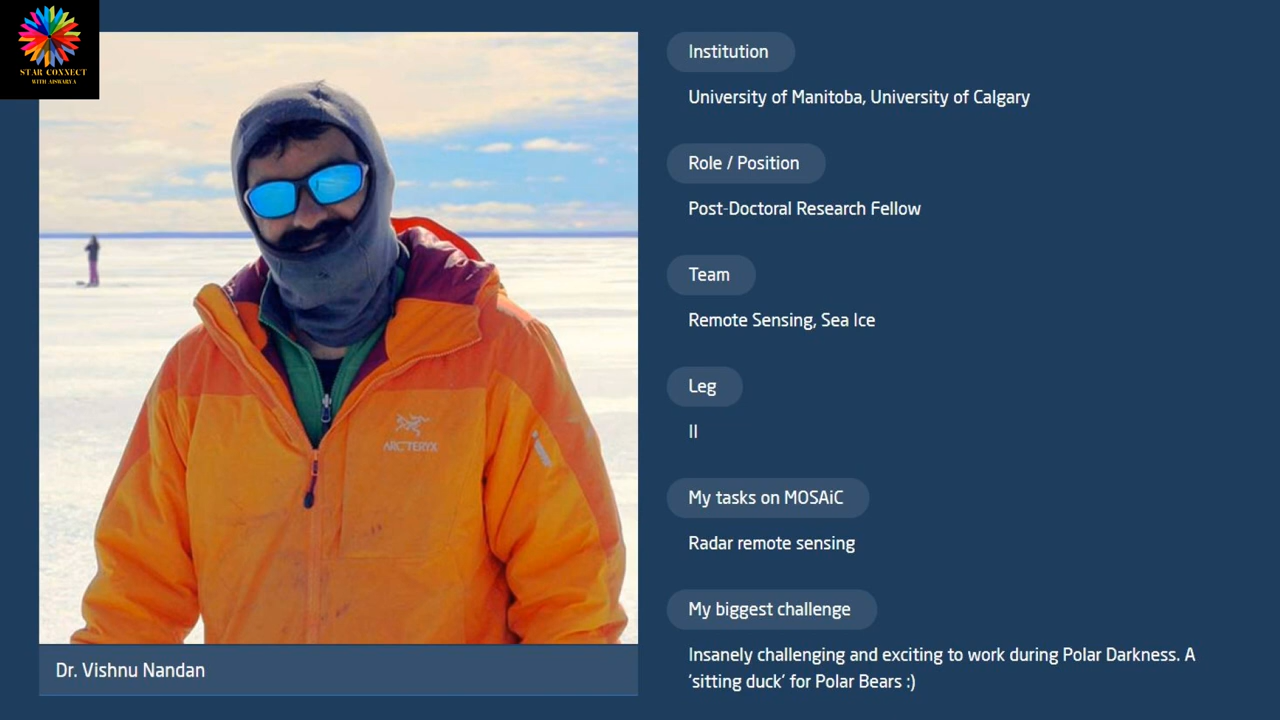 STAR CONNECT
WITH AISWARYA
Institution
University of Manitoba, University of Calgary
Role / Position
Post-Doctoral Research Fellow
Team
Remote Sensing, Sea Ice
Leg
II
My tasks on MOSAiC
Radar remote sensing
My biggest challenge
Insanely challenging and exciting to work during Polar Darkness. A
‘sitting duck’ for Polar Bears :)
ARC'TERYX
Dr. Vishnu Nandan